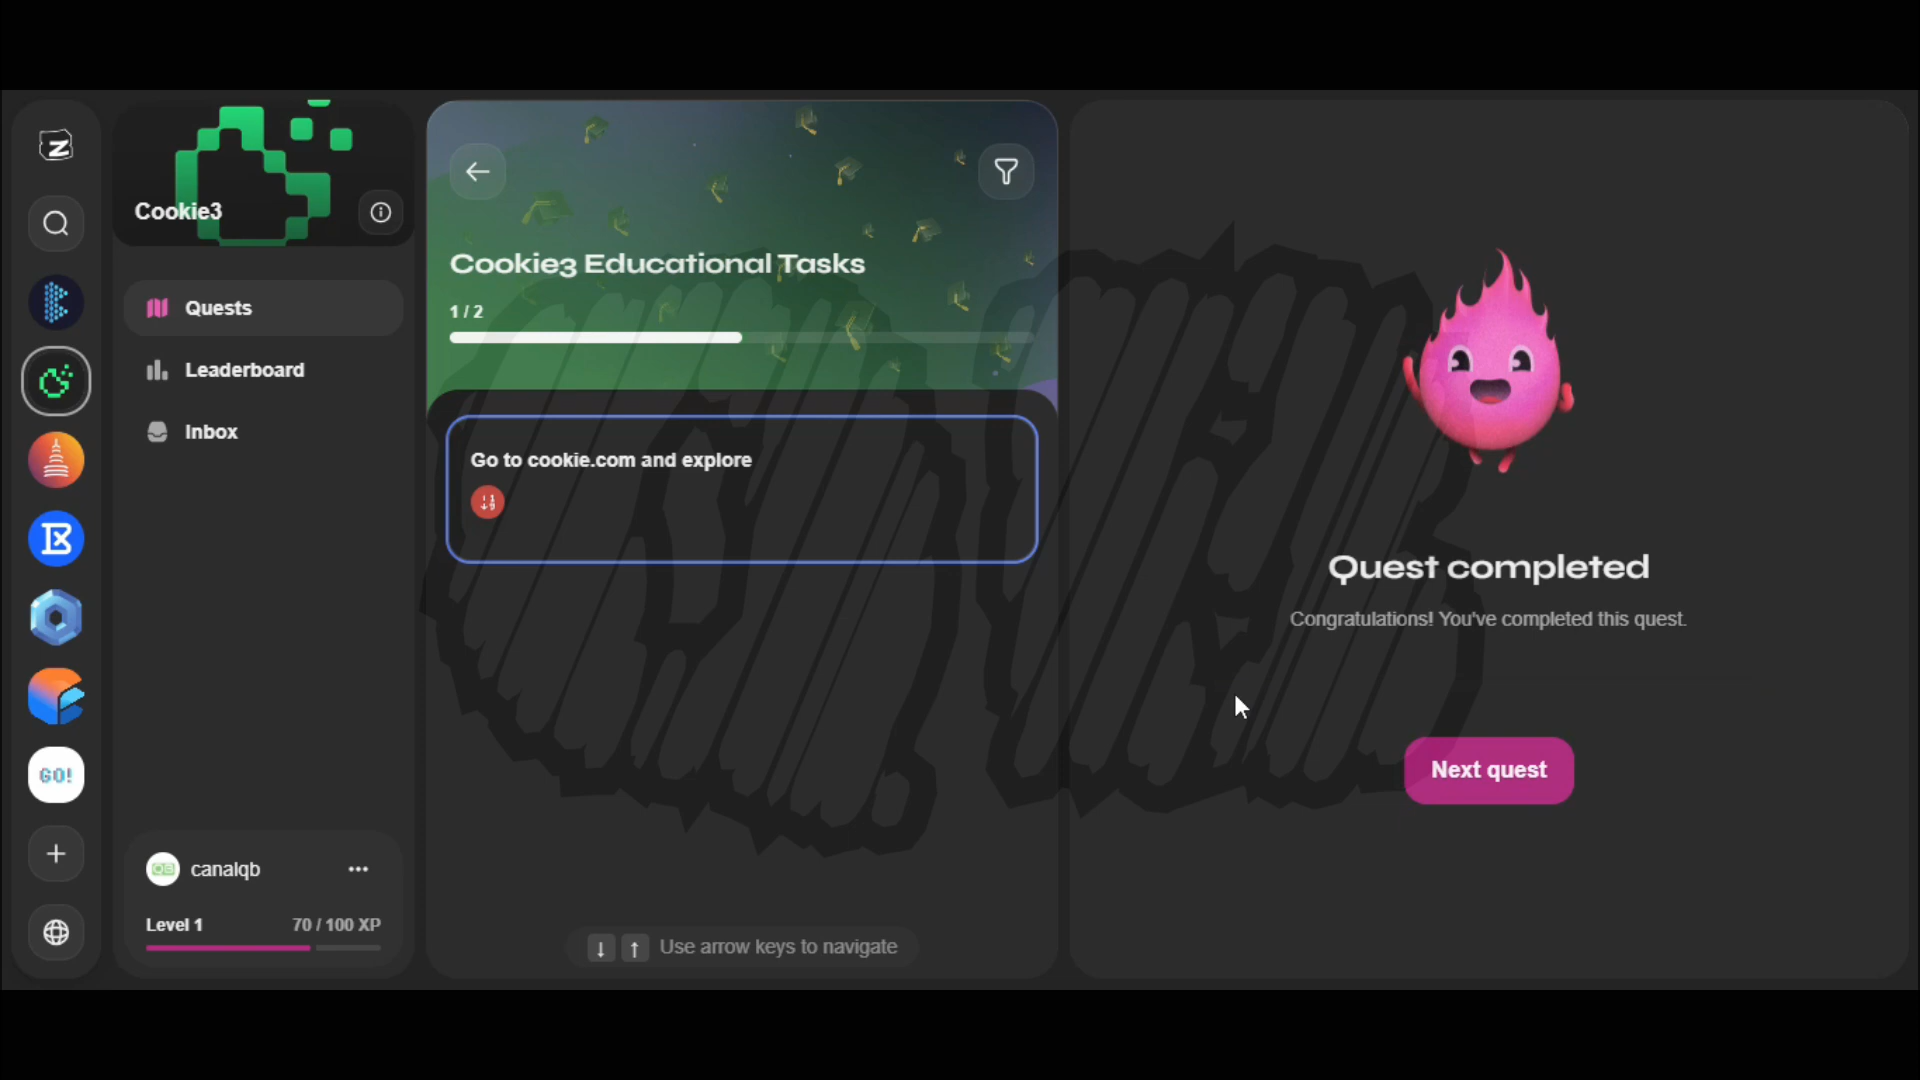 Cookie3
Quests
Leaderboard
Inbox
GO!
canalqb
Level 1
70 / 100 XP
Cookie3 Educational Tasks
1 / 2
Go to cookie.com and explore
Use arrow keys to navigate
Quest completed
Congratulations! You've completed this quest.
Next quest